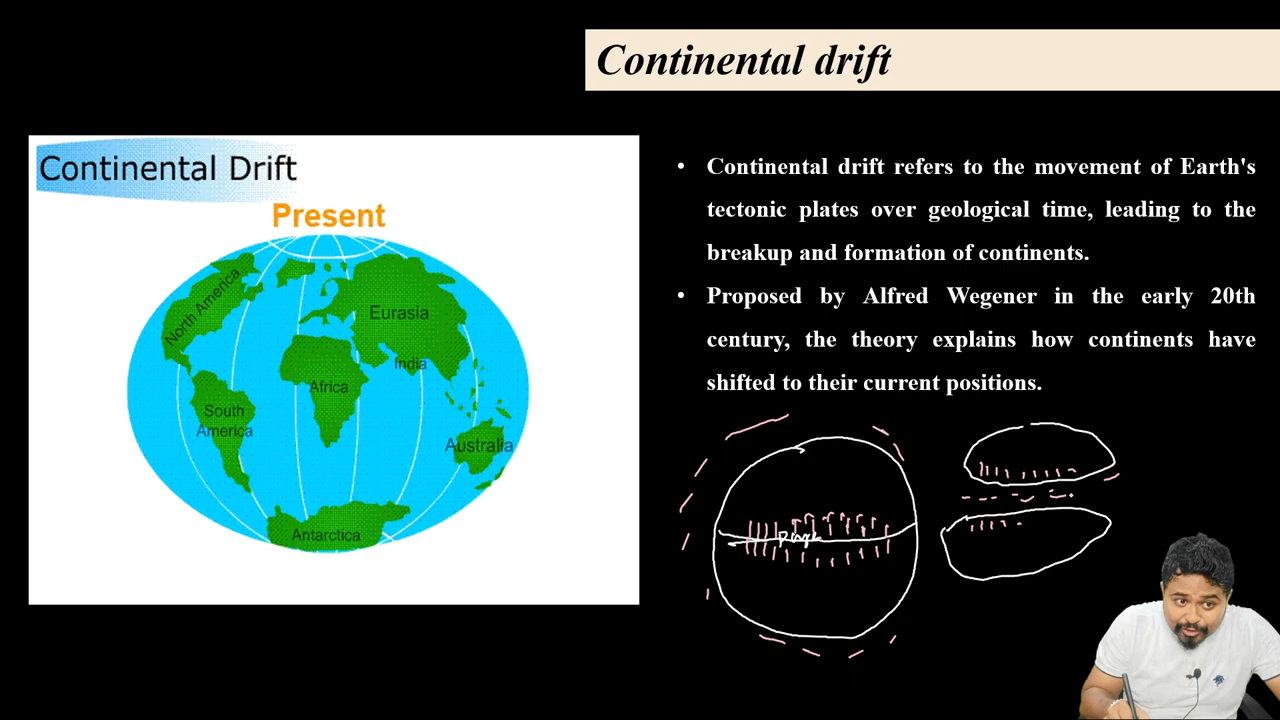 Continental drift
Continental Drift
Present
North America
Eurasia
India
Africa
South
America
Australia
Antarctica
• Continental drift refers to the movement of Earth's
tectonic plates over geological time, leading to the
breakup and formation of continents.
• Proposed by Alfred Wegener in the early 20th
century, the theory explains how continents have
shifted to their current positions.